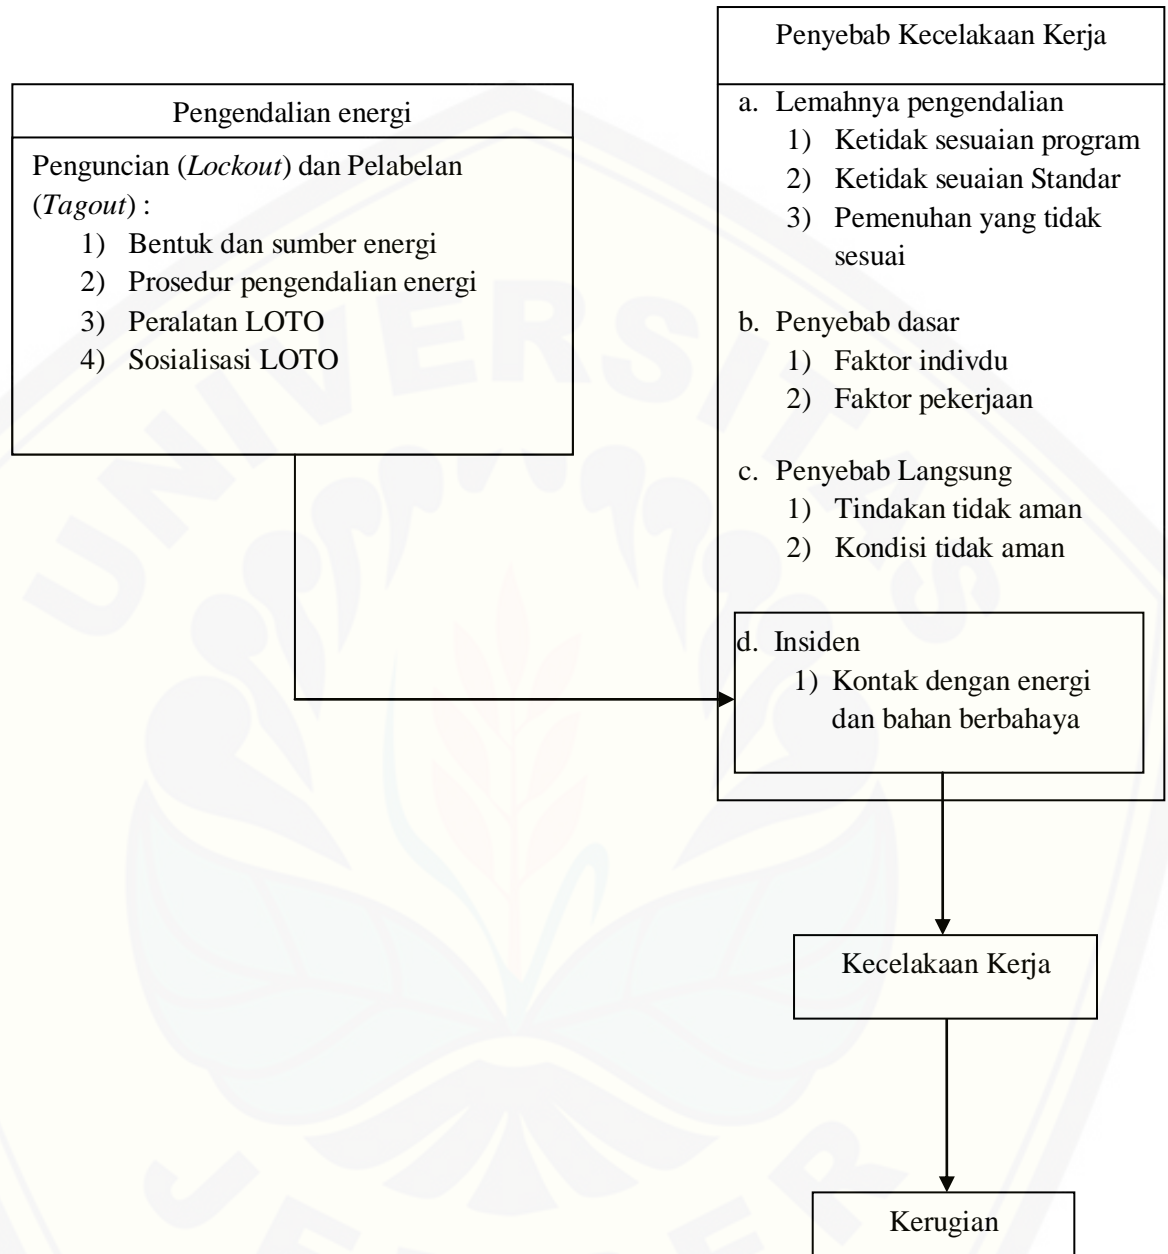 Pengendalian energi
Penguncian (Lockout) dan Pelabelan
(Tagout) :
1) Bentuk dan sumber energi
2) Prosedur pengendalian energi
3) Peralatan LOTO
4) Sosialisasi LOTO
Penyebab Kecelakaan Kerja
a. Lemahnya pengendalian
1) Ketidak sesuaian program
2) Ketidak seuaian Standar
3) Pemenuhan yang tidak
sesuai
b. Penyebab dasar
1) Faktor indivdu
2) Faktor pekerjaan
c. Penyebab Langsung
1) Tindakan tidak aman
2) Kondisi tidak aman
d. Insiden
1) Kontak dengan energi
dan bahan berbahaya
Kecelakaan Kerja
Kerugian
UNIVERSITAS
JEMBER